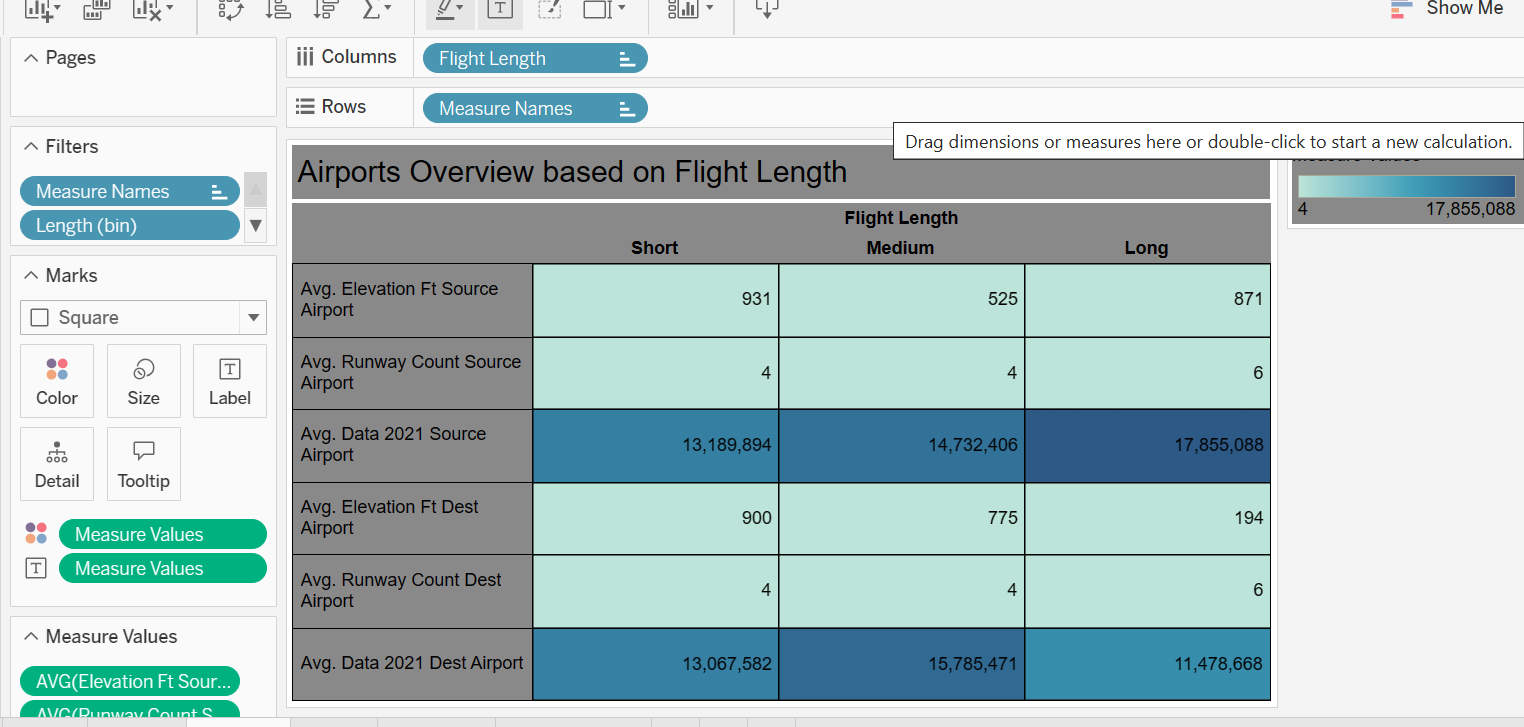 Show Me
Pages
Columns
Flight Length
Rows
Measure Names
Drag dimensions or measures here or double-click to start a new calculation.
Filters
Measure Names
Length (bin)
Airports Overview based on Flight Length
4
17,855,088
Flight Length
Short
Medium
Long
Marks
Square
Color
Size
Label
Detail
Tooltip
Measure Values
Measure Values
Avg. Elevation Ft Source
Airport
931
525
871
Avg. Runway Count Source
Airport
4
4
6
Avg. Data 2021 Source
Airport
13,189,894
14,732,406
17,855,088
Avg. Elevation Ft Dest
Airport
900
775
194
Avg. Runway Count Dest
Airport
4
4
6
Avg. Data 2021 Dest Airport
13,067,582
15,785,471
11,478,668
Measure Values
AVG(Elevation Ft Sour...
AVG(Runway Count S...